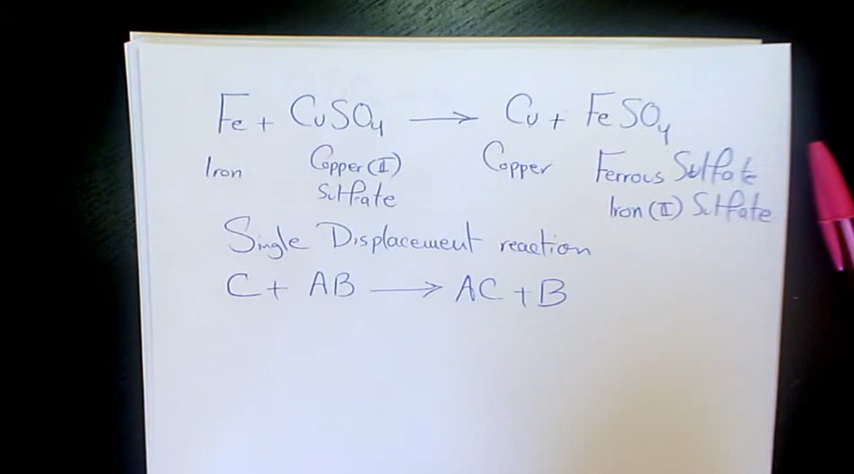 Fe + CuSO4 → Cu + FeSO4
Iron Copper (II) Copper Ferrous Sulfate
Sulfate Iron (II) Sulfate
Single Displacement reaction
C + AB → AC + B